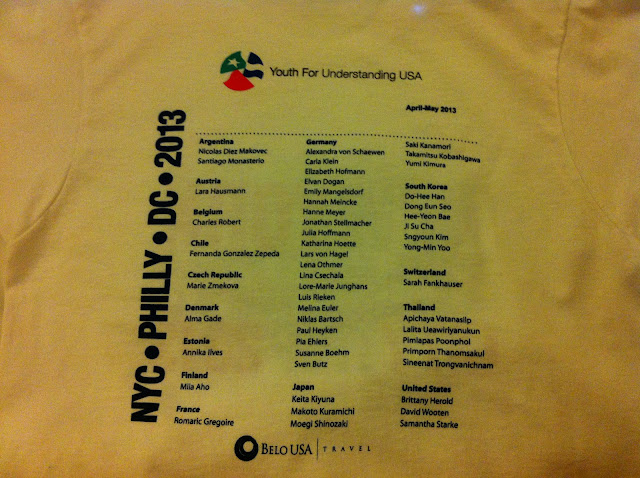 Youth For Understanding USA
April-May 2013
NYC • PHILLY • DC • 2013
Argentina
Nicolas Diez Makovec
Santiago Monasterio
Austria
Lara Hausmann
Belgium
Charles Robert
Chile
Fernanda Gonzalez Zepeda
Czech Republic
Marie Zmekova
Denmark
Alma Gade
Estonia
Annika Ilves
Finland
Miia Aho
France
Romaric Gregoire
Germany
Alexandra von Schaewen
Carla Klein
Elizabeth Hofmann
Elvan Dogan
Emily Mangelsdorf
Hannah Meincke
Hanne Meyer
Jonathan Stellmacher
Julia Hoffmann
Katharina Hoette
Lars von Hagel
Lena Othmer
Lina Csechala
Lore-Marie Junghans
Luis Rieken
Melina Euler
Niklas Bartsch
Paul Heyken
Pia Ehlers
Susanne Boehm
Sven Butz
Japan
Keita Kiyuna
Makoto Kuramichi
Moegi Shinozaki
Saki Kanamori
Takamitsu Kobashigawa
Yumi Kimura
South Korea
Do-Hee Han
Dong Eun Seo
Hee-Yeon Bae
Ji Su Cha
Sngyoun Kim
Yong-Min Yoo
Switzerland
Sarah Fankhauser
Thailand
Apichaya Vatanasilp
Lalita Ueawiriyanukun
Pimlapas Poonphol
Primporn Thanomsakul
Sineenat Trongvanichnam
United States
Brittany Herold
David Wooten
Samantha Starke
BELO USA | TRAVEL